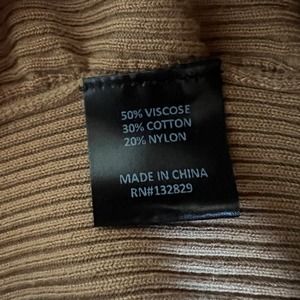 50% VISCOSE
30% COTTON
20% NYLON
MADE IN CHINA
RN#132829